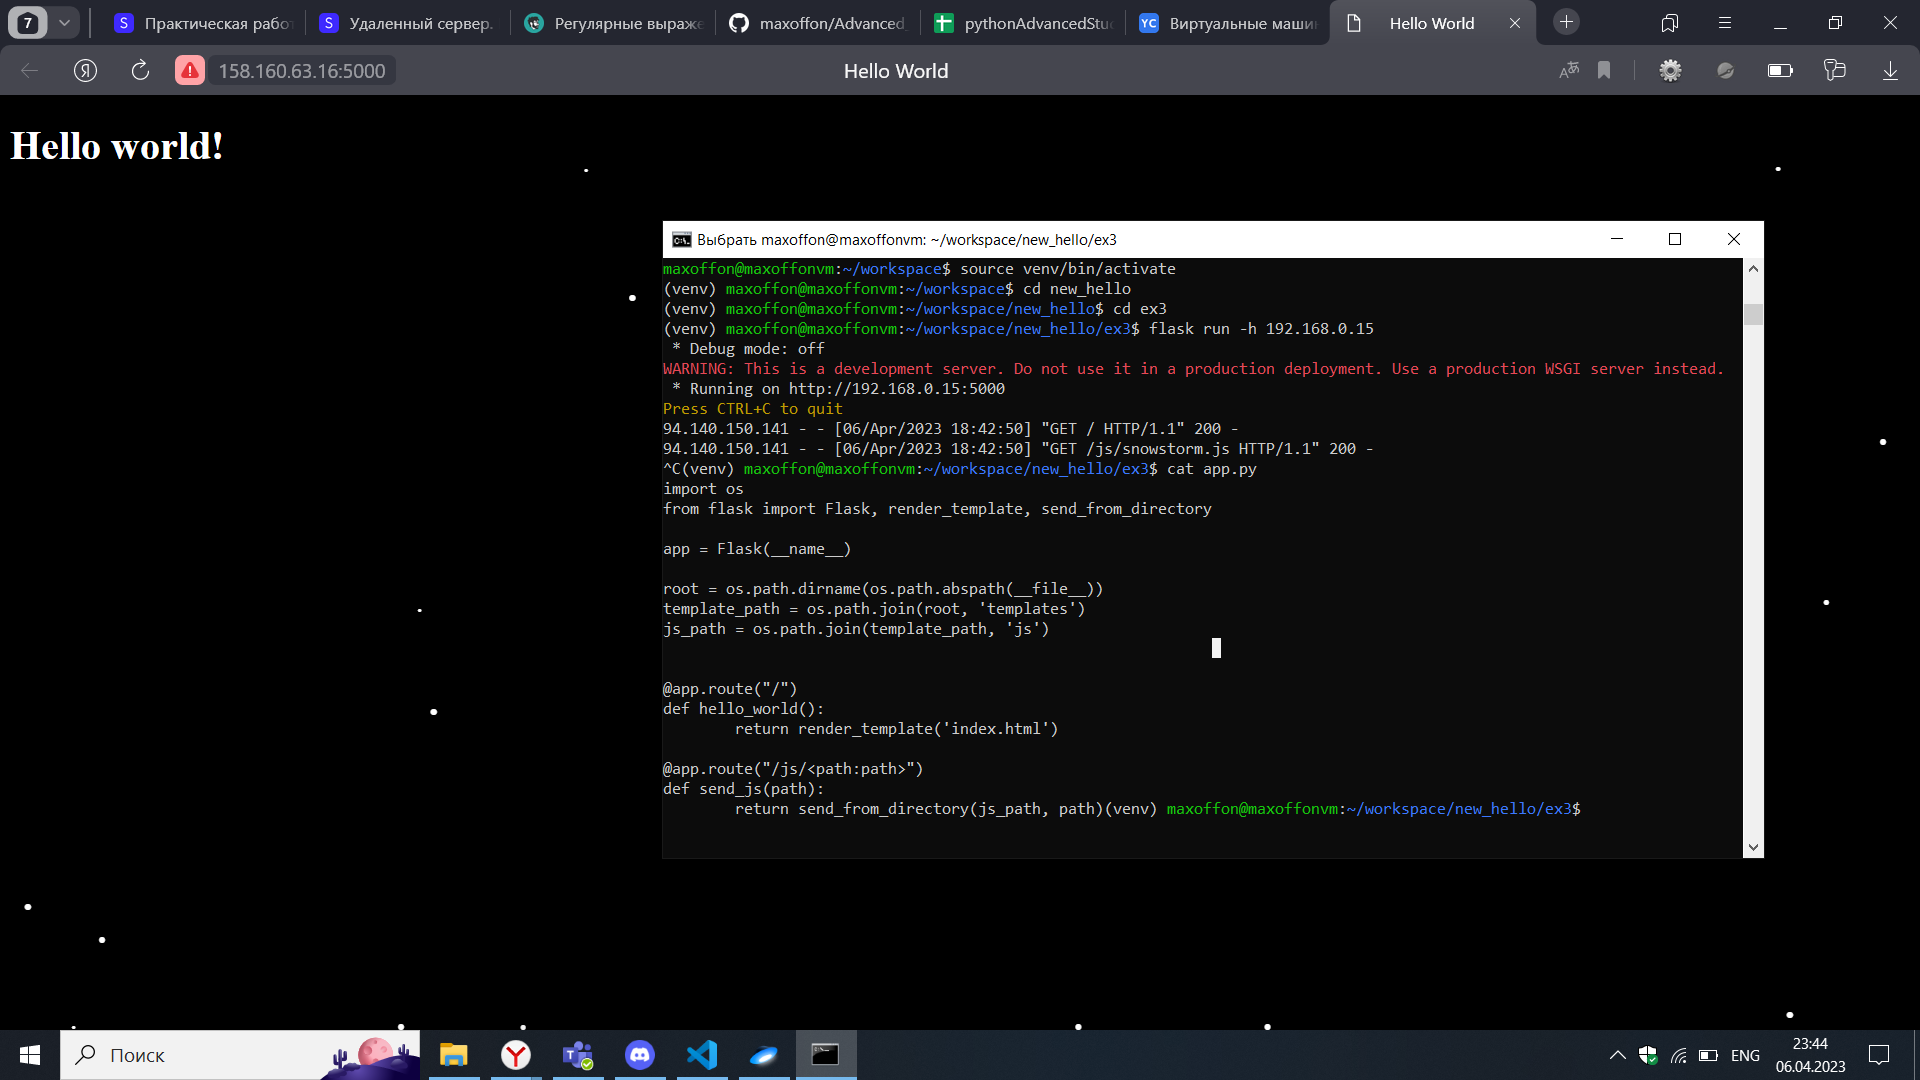 7
Практическая рабо
Удаленный сервер.
Регулярные выраже
maxoffon/Advanced_
pythonAdvancedStud
Виртуальные машин
Hello World
158.160.63.16:5000
Hello World
Hello world!
Выбрать maxoffon@maxoffonvm: ~/workspace/new_hello/ex3
maxoffon@maxoffonvm:~/workspace$ source venv/bin/activate
(venv) maxoffon@maxoffonvm:~/workspace$ cd new_hello
(venv) maxoffon@maxoffonvm:~/workspace/new_hello$ cd ex3
(venv) maxoffon@maxoffonvm:~/workspace/new_hello/ex3$ flask run -h 192.168.0.15
* Debug mode: off
WARNING: This is a development server. Do not use it in a production deployment. Use a production WSGI server instead.
* Running on http://192.168.0.15:5000
Press CTRL+C to quit
94.140.150.141 - - [06/Apr/2023 18:42:50] "GET / HTTP/1.1" 200 -
94.140.150.141 - - [06/Apr/2023 18:42:50] "GET /js/snowstorm.js HTTP/1.1" 200 -
^C(venv) maxoffon@maxoffonvm:~/workspace/new_hello/ex3$ cat app.py
import os
from flask import Flask, render_template, send_from_directory
app = Flask(__name__)
root = os.path.dirname(os.path.abspath(__file__))
template_path = os.path.join(root, 'templates')
js_path = os.path.join(template_path, 'js')
@app.route("/")
def hello_world():
return render_template('index.html')
@app.route("/js/<path:path>")
def send_js(path):
return send_from_directory(js_path, path)(venv) maxoffon@maxoffonvm:~/workspace/new_hello/ex3$
Поиск
ENG
23:44
06.04.2023